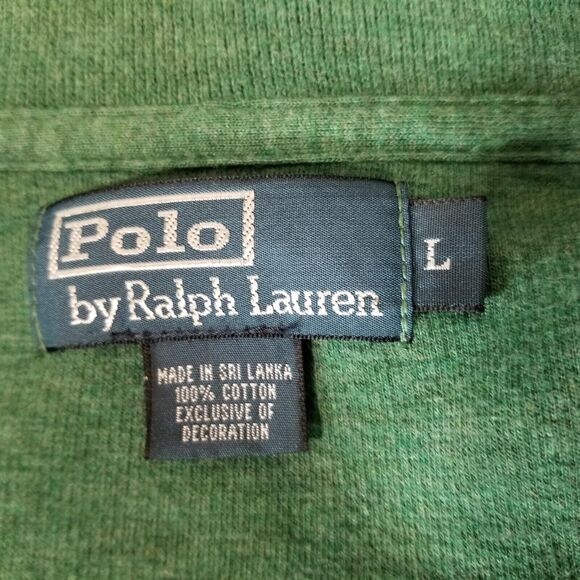 Polo
by Ralph Lauren
L
MADE IN SRI LANKA
100% COTTON
EXCLUSIVE OF
DECORATION